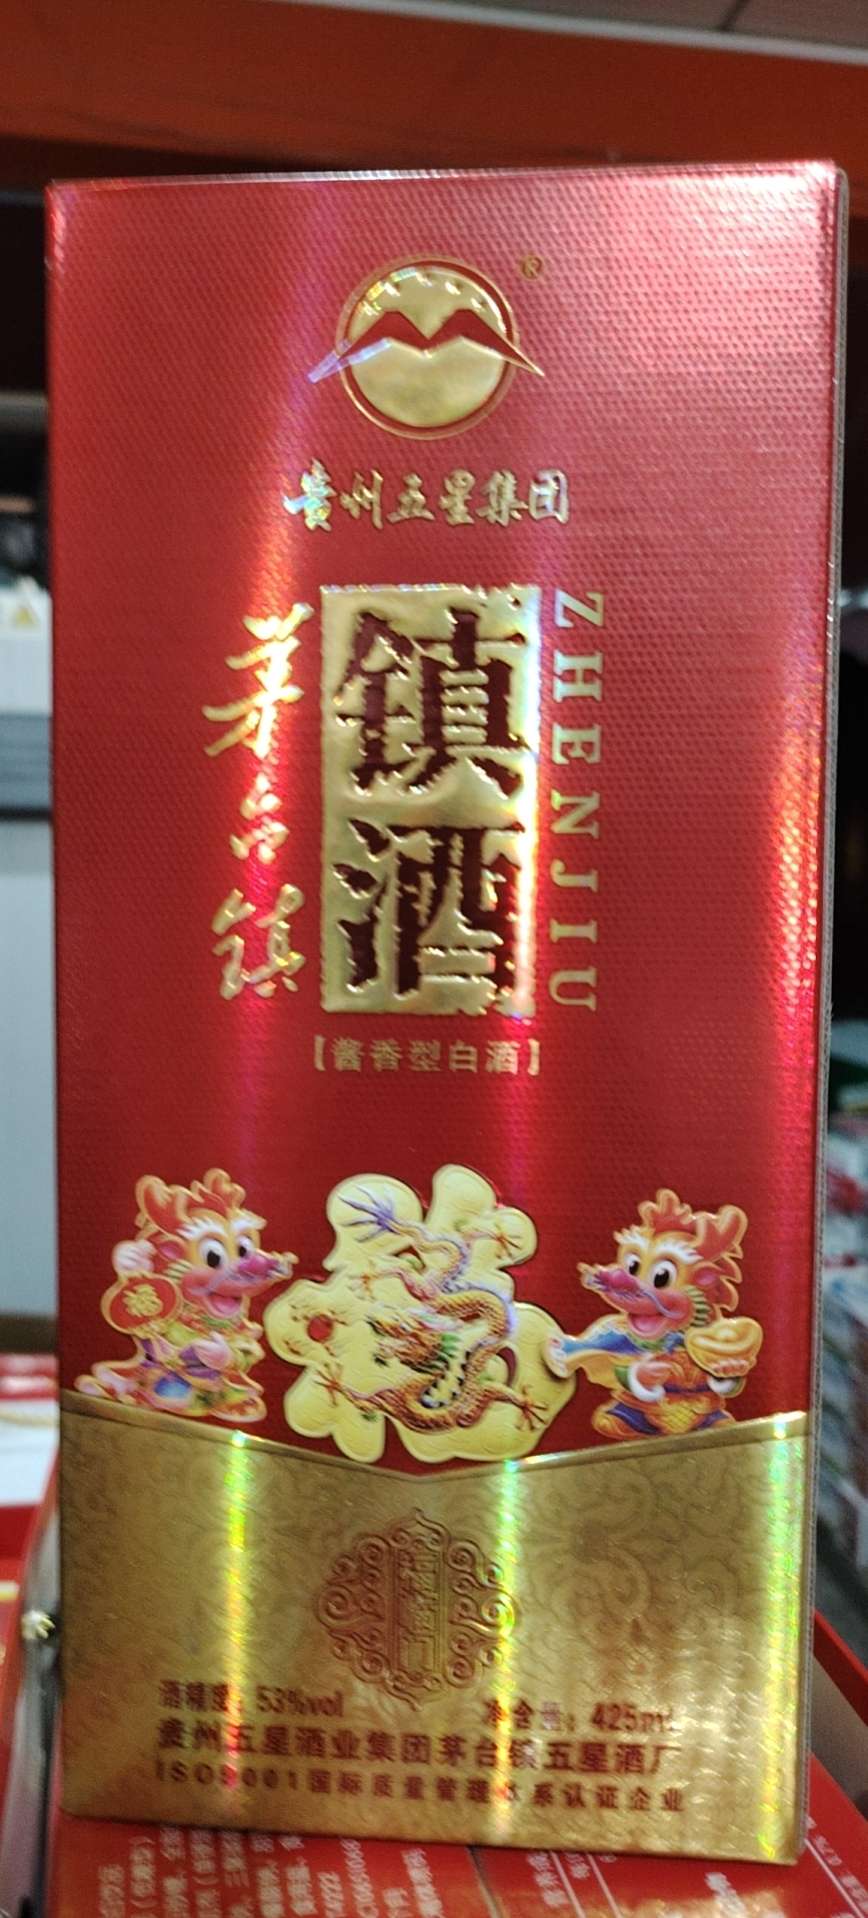 ®
贵州五星集团
茅台镇
镇酒
ZHENJIU
【酱香型白酒】
福
酒精度：53%vol 净含量：425mL
贵州五星酒业集团茅台镇五星酒厂
ISO9001国际质量管理体系认证企业